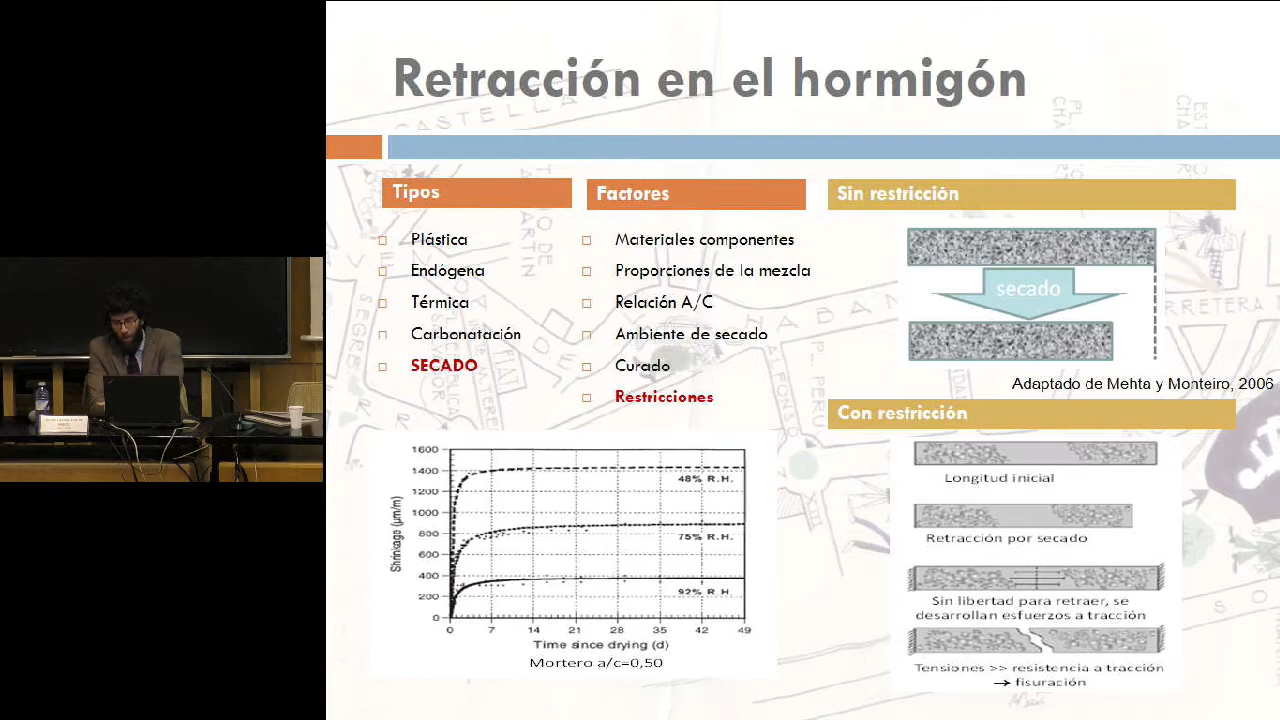 Retracción en el hormigón
Tipos
Plástica
Endógena
Térmica
Carbonatación
SECADO
Factores
Materiales componentes
Proporciones de la mezcla
Relación A/C
Ambiente de secado
Curado
Restricciones
Sin restricción
secado
Adaptado de Mehta y Monteiro, 2006
Con restricción
Longitud inicial
Retracción por secado
Sin libertad para retraer, se
desarrollan esfuerzos a tracción
Tensiones >> resistencia a tracción
→ fisuración
Shrinkage (μm/m)
1600
1400
1200
1000
800
600
400
200
0
48% R.H.
75% R.H.
92% R.H.
0 7 14 21 28 35 42 49
Time since drying (d)
Mortero a/c=0,50
CASTELLANA
HABANA